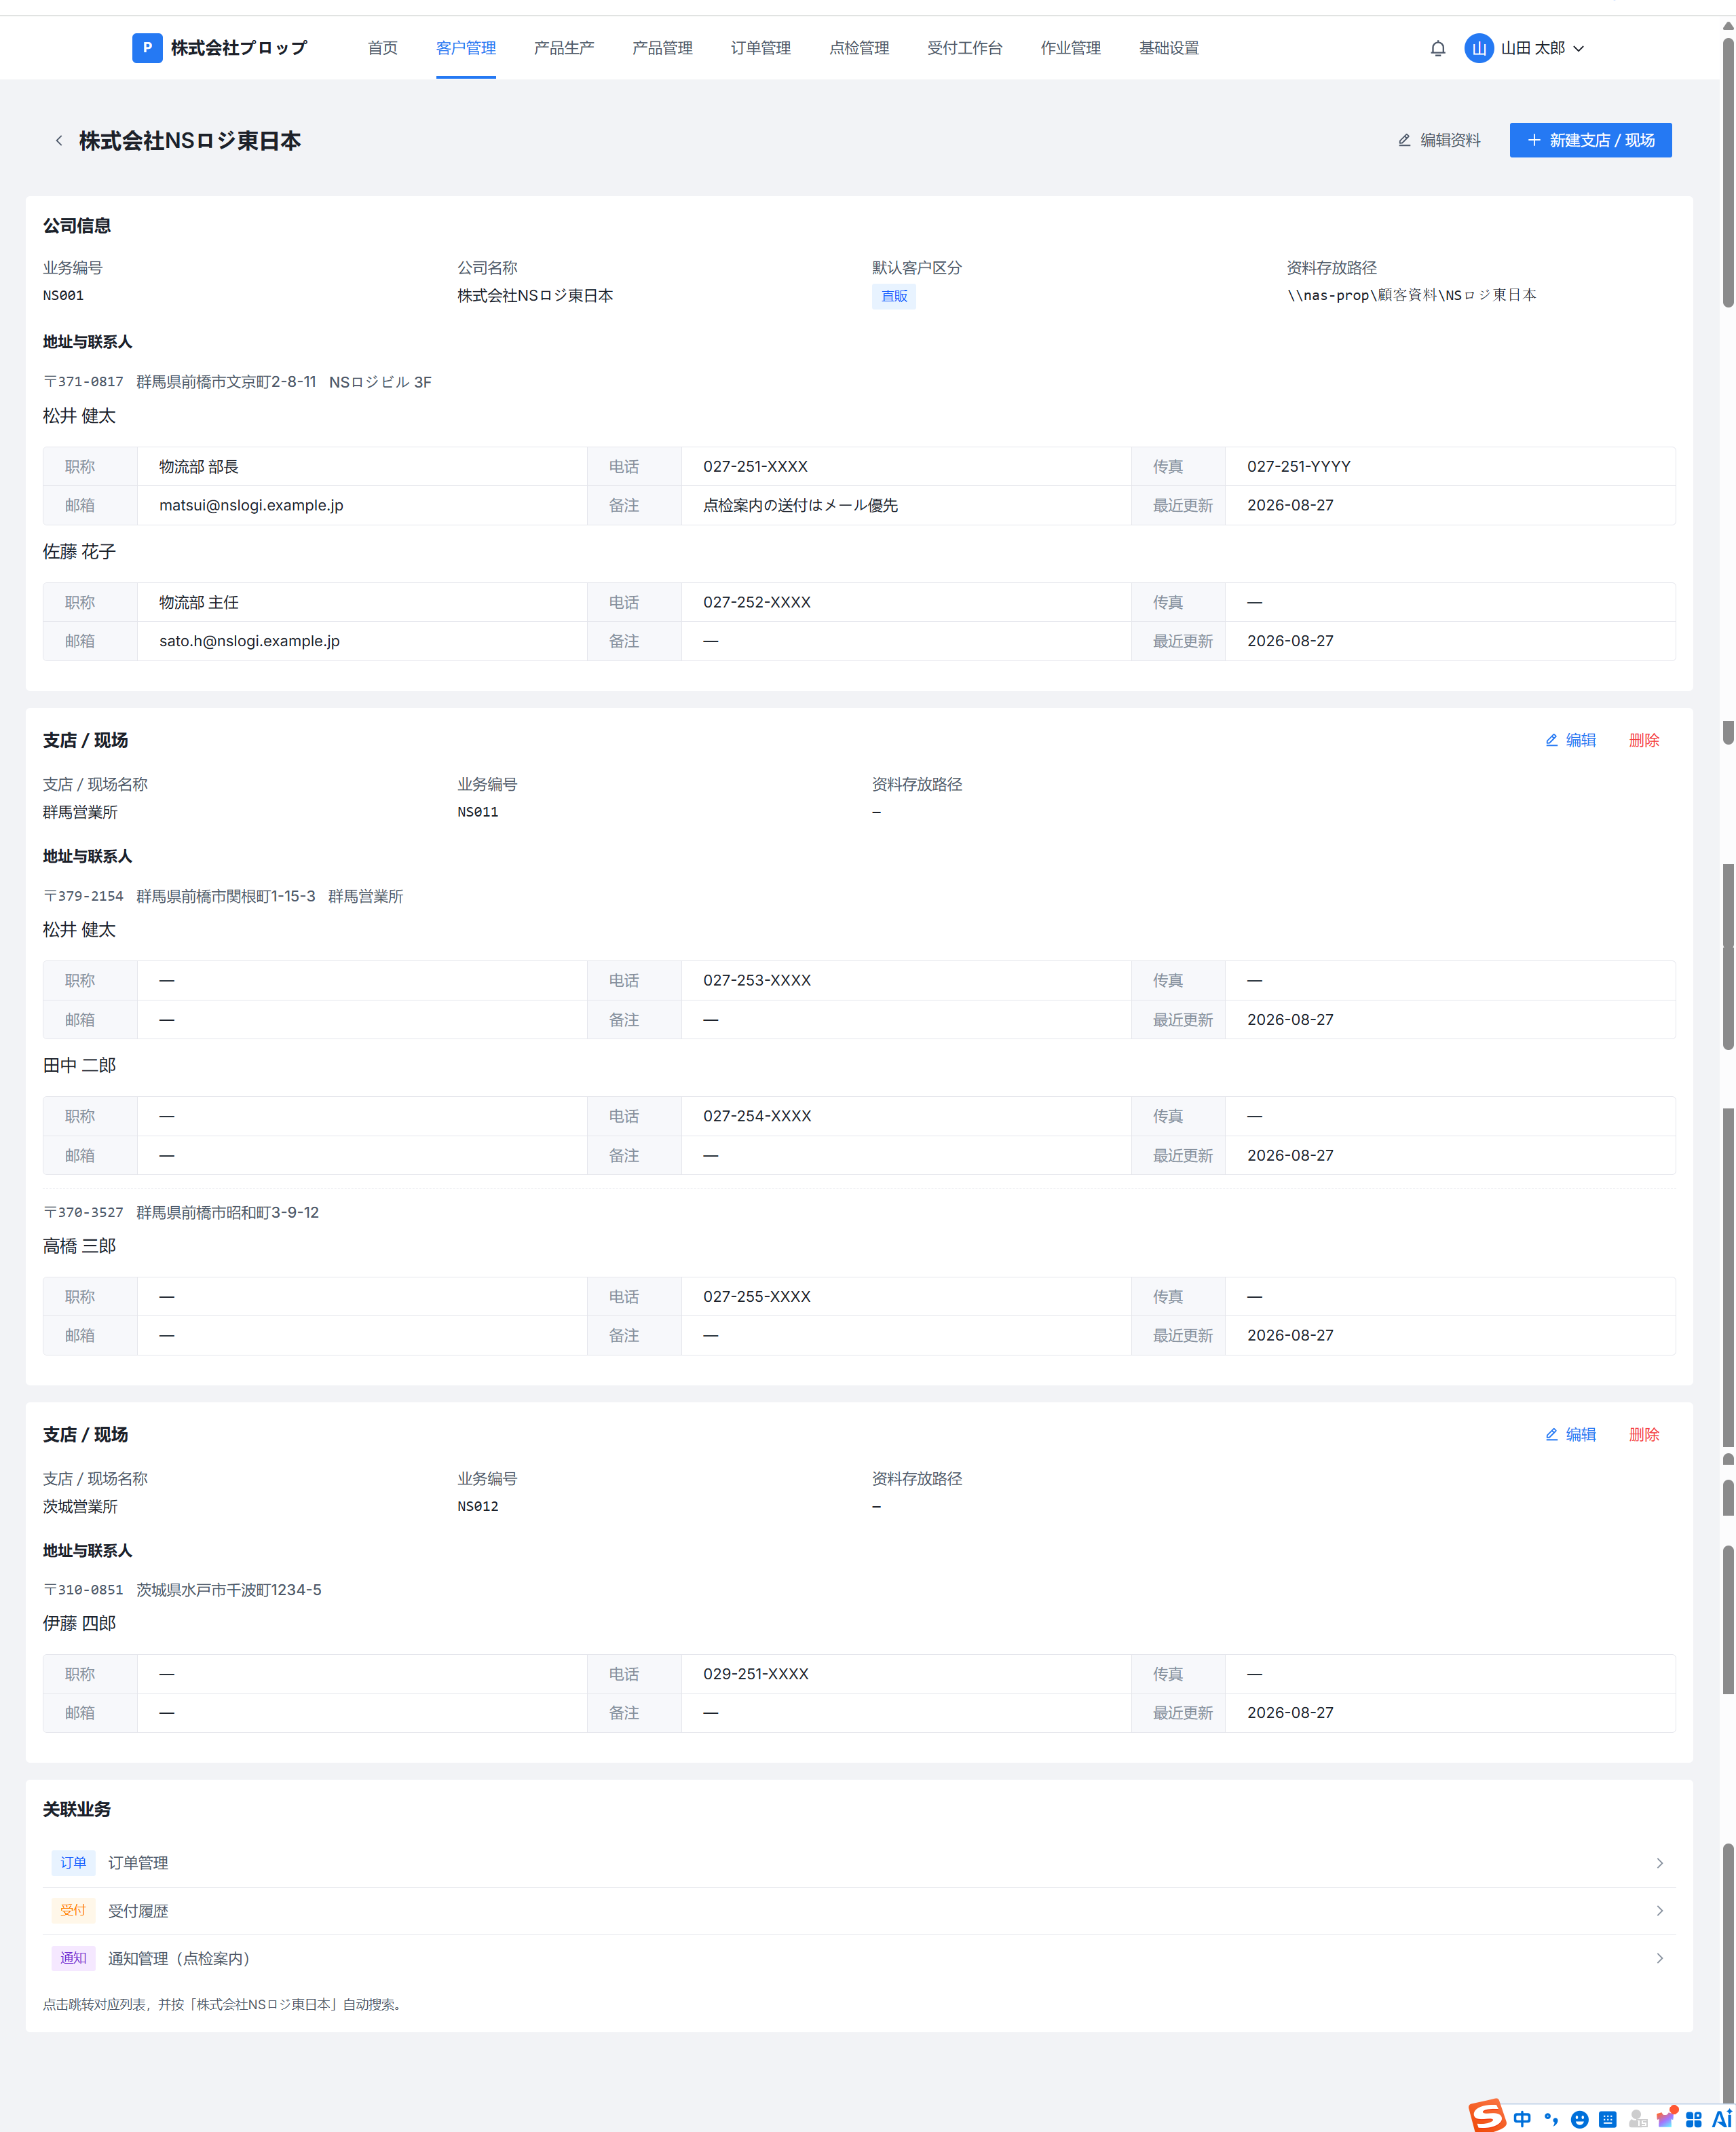 P 株式会社プロップ 首页 客户管理 产品生产 产品管理 订单管理 点检管理 受付工作台 作业管理 基础设置 山 山田 太郎
株式会社NSロジ東日本 编辑资料 新建支店 / 现场
公司信息
业务编号 公司名称 默认客户区分 资料存放路径
NS001 株式会社NSロジ東日本 直販 \\nas-prop\顧客資料\NSロジ東日本
地址与联系人
〒371-0817 群馬県前橋市文京町2-8-11 NSロジビル 3F
松井 健太
职称 物流部 部長 电话 027-251-XXXX 传真 027-251-YYYY
邮箱 matsui@nslogi.example.jp 备注 点检案内の送付はメール優先 最近更新 2026-08-27
佐藤 花子
职称 物流部 主任 电话 027-252-XXXX 传真 —
邮箱 sato.h@nslogi.example.jp 备注 — 最近更新 2026-08-27
支店 / 现场 编辑 删除
支店 / 现场名称 业务编号 资料存放路径
群馬営業所 NS011 —
地址与联系人
〒379-2154 群馬県前橋市関根町1-15-3 群馬営業所
松井 健太
职称 — 电话 027-253-XXXX 传真 —
邮箱 — 备注 — 最近更新 2026-08-27
田中 二郎
职称 — 电话 027-254-XXXX 传真 —
邮箱 — 备注 — 最近更新 2026-08-27
〒370-3527 群馬県前橋市昭和町3-9-12
高橋 三郎
职称 — 电话 027-255-XXXX 传真 —
邮箱 — 备注 — 最近更新 2026-08-27
支店 / 现场 编辑 删除
支店 / 现场名称 业务编号 资料存放路径
茨城営業所 NS012 —
地址与联系人
〒310-0851 茨城県水戸市千波町1234-5
伊藤 四郎
职称 — 电话 029-251-XXXX 传真 —
邮箱 — 备注 — 最近更新 2026-08-27
关联业务
订单 订单管理
受付 受付履歴
通知 通知管理（点检案内）
点击跳转对应列表，并按「株式会社NSロジ東日本」自动搜索。
S 中 AI